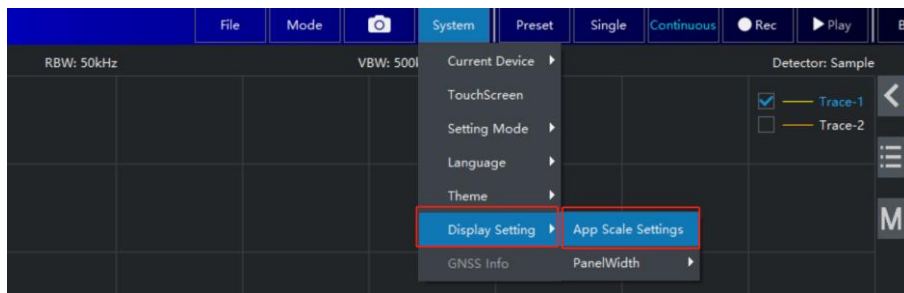 File Mode System Preset Single Continuous Rec Play
RBW: 50kHz VBW: 500 Detector: Sample
Current Device
TouchScreen
Setting Mode
Language
Theme
Display Setting
GNSS Info
App Scale Settings
PanelWidth
Trace-1
Trace-2
M